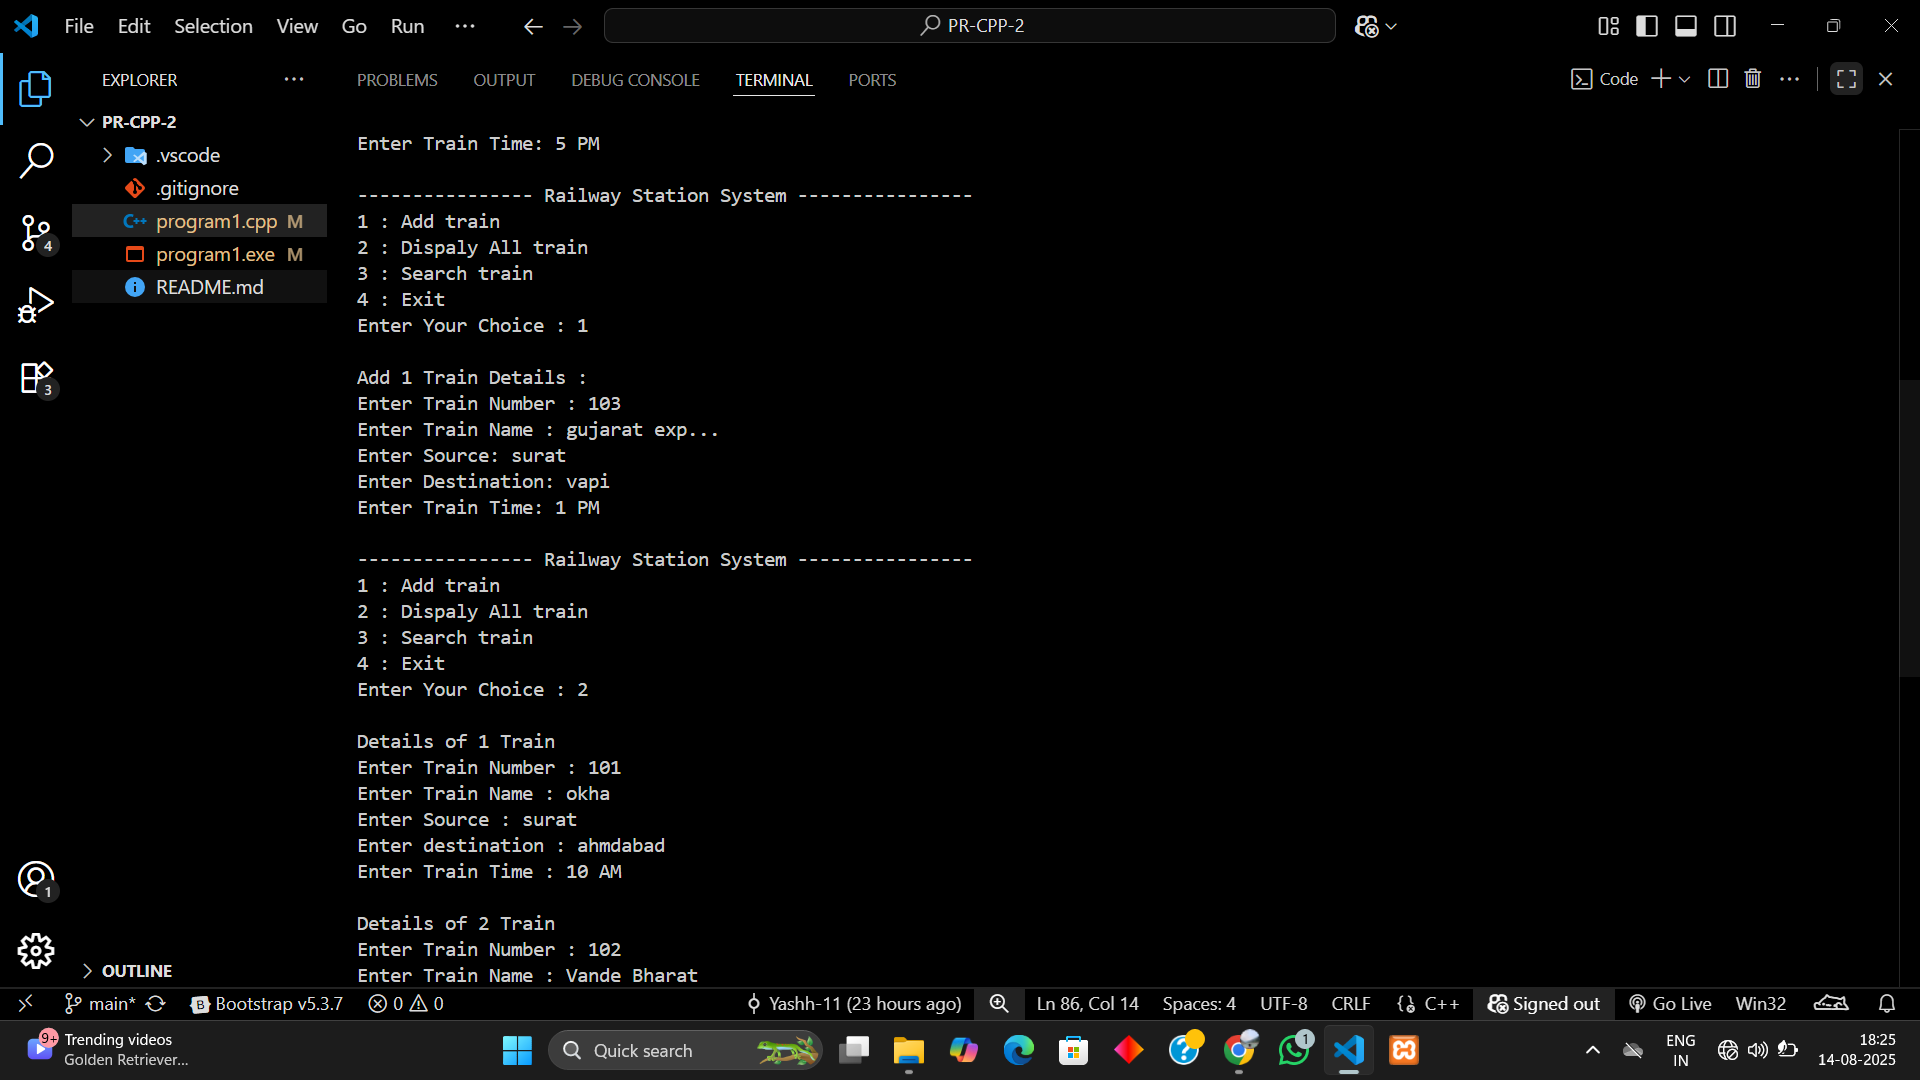 File Edit Selection View Go Run ··· PR-CPP-2
EXPLORER ···
PR-CPP-2
.vscode
.gitignore
C++ program1.cpp M
program1.exe M
README.md
4
3
1
OUTLINE
PROBLEMS OUTPUT DEBUG CONSOLE TERMINAL PORTS
Code
Enter Train Time: 5 PM
---------------- Railway Station System ----------------
1 : Add train
2 : Dispaly All train
3 : Search train
4 : Exit
Enter Your Choice : 1
Add 1 Train Details :
Enter Train Number : 103
Enter Train Name : gujarat exp...
Enter Source: surat
Enter Destination: vapi
Enter Train Time: 1 PM
---------------- Railway Station System ----------------
1 : Add train
2 : Dispaly All train
3 : Search train
4 : Exit
Enter Your Choice : 2
Details of 1 Train
Enter Train Number : 101
Enter Train Name : okha
Enter Source : surat
Enter destination : ahmdabad
Enter Train Time : 10 AM
Details of 2 Train
Enter Train Number : 102
Enter Train Name : Vande Bharat
main* B Bootstrap v5.3.7 0 0 Yashh-11 (23 hours ago) Ln 86, Col 14 Spaces: 4 UTF-8 CRLF {} C++ Signed out Go Live Win32
9+ Trending videos
Golden Retriever...
Quick search
1
ENG
IN
18:25
14-08-2025